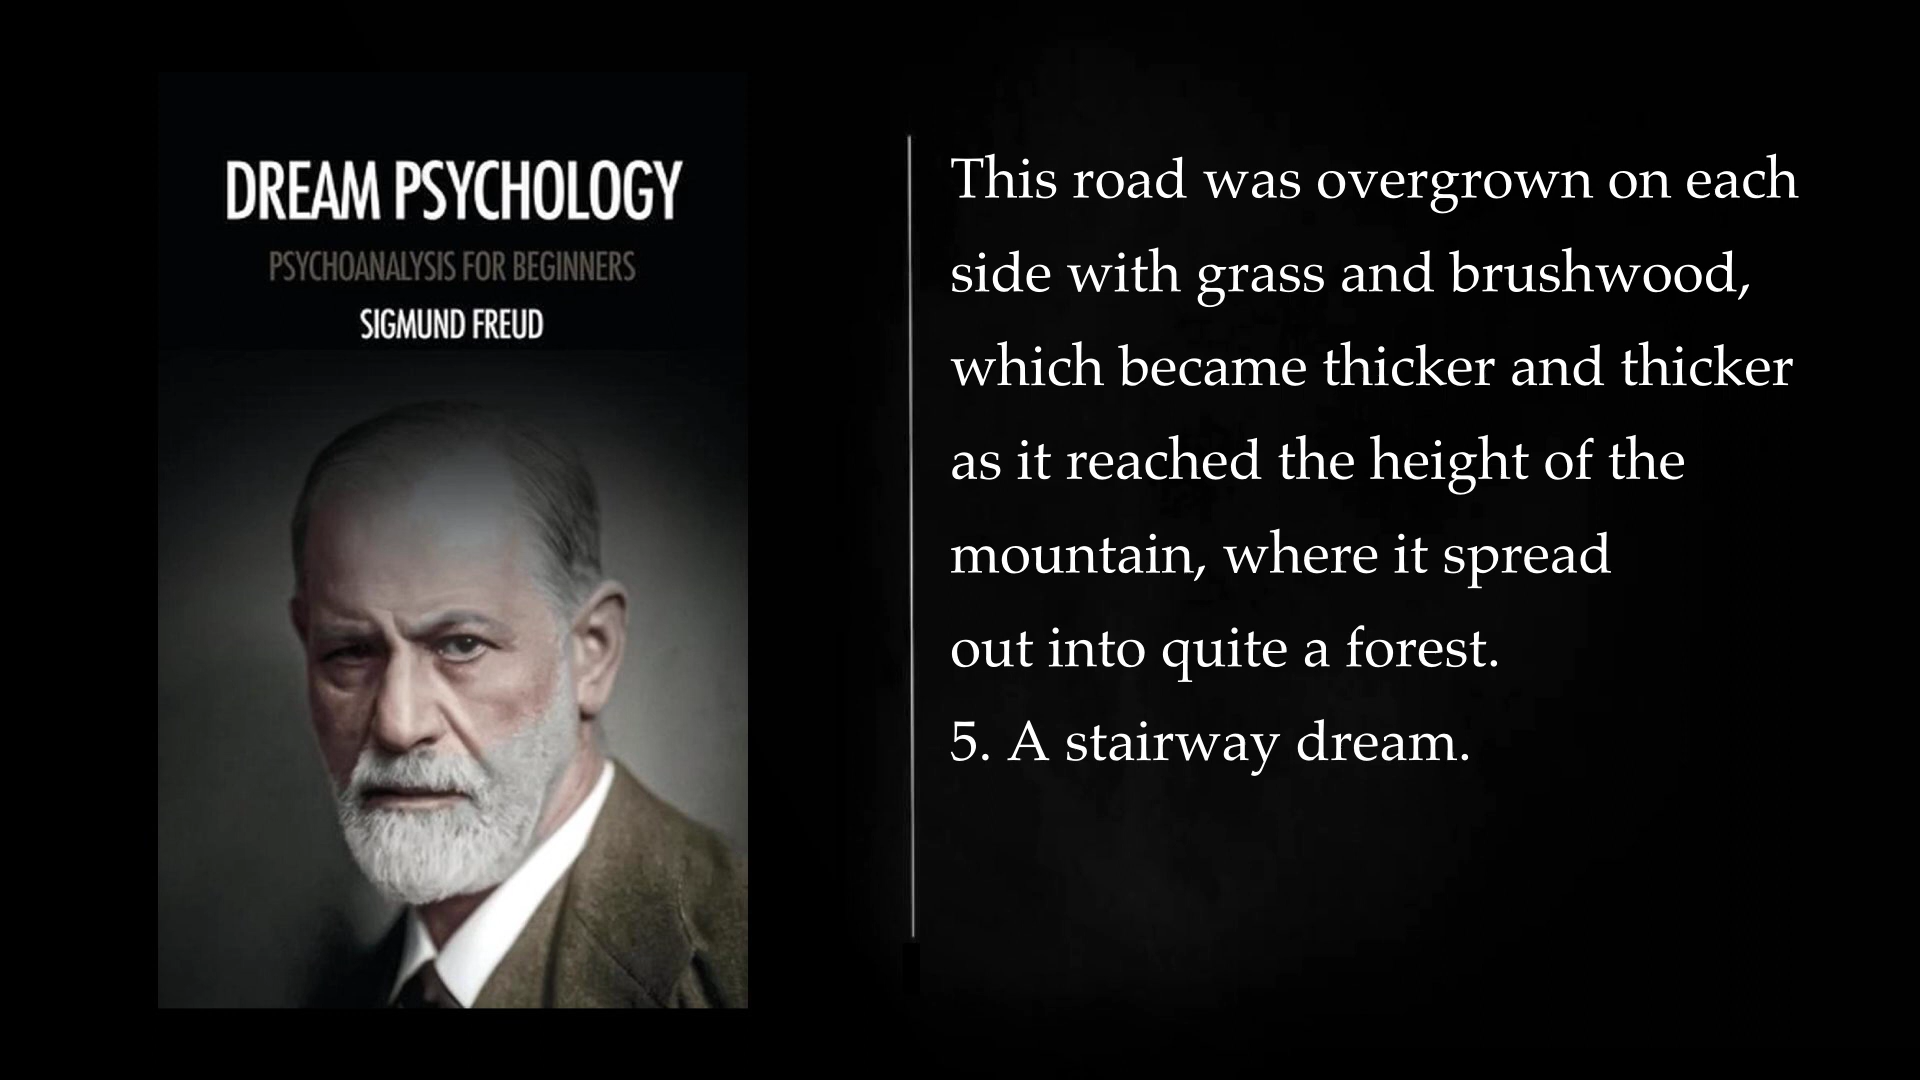 DREAM PSYCHOLOGY
PSYCHOANALYSIS FOR BEGINNERS
SIGMUND FREUD
This road was overgrown on each
side with grass and brushwood,
which became thicker and thicker
as it reached the height of the
mountain, where it spread
out into quite a forest.
5. A stairway dream.